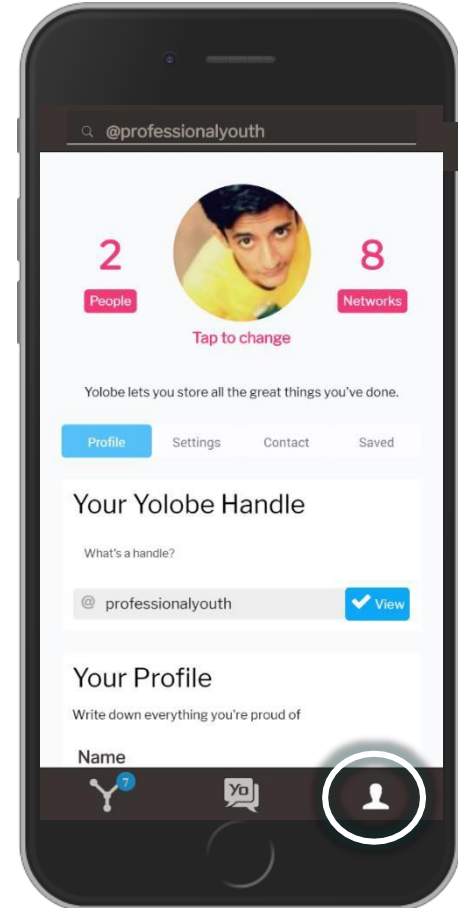 @professionalyouth
2
People
8
Networks
Tap to change
Yolobe lets you store all the great things you've done.
Profile Settings Contact Saved
Your Yolobe Handle
What's a handle?
@ professionalyouth View
Your Profile
Write down everything you're proud of
Name
7
Yo